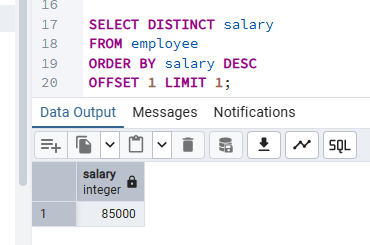 16
17 SELECT DISTINCT salary
18 FROM employee
19 ORDER BY salary DESC
20 OFFSET 1 LIMIT 1;
Data Output Messages Notifications
SQL
salary
integer
1 85000